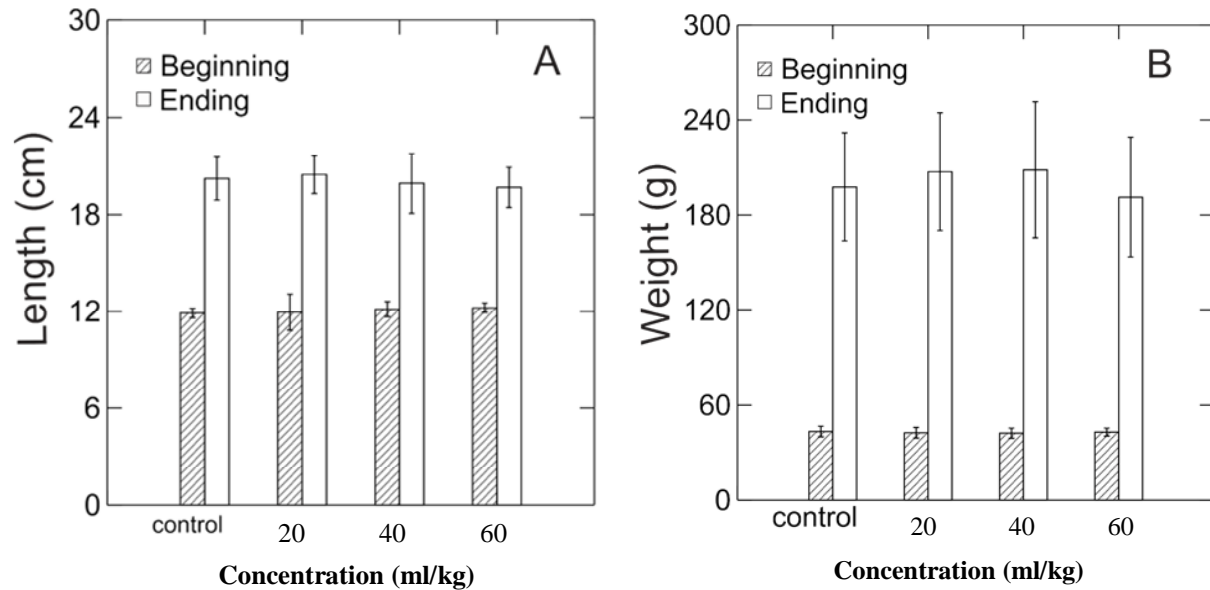 30
24
18
12
6
0
Length (cm)
Beginning
Ending
A
control
20
40
60
Concentration (ml/kg)
300
240
180
120
60
0
Weight (g)
Beginning
Ending
B
control
20
40
60
Concentration (ml/kg)